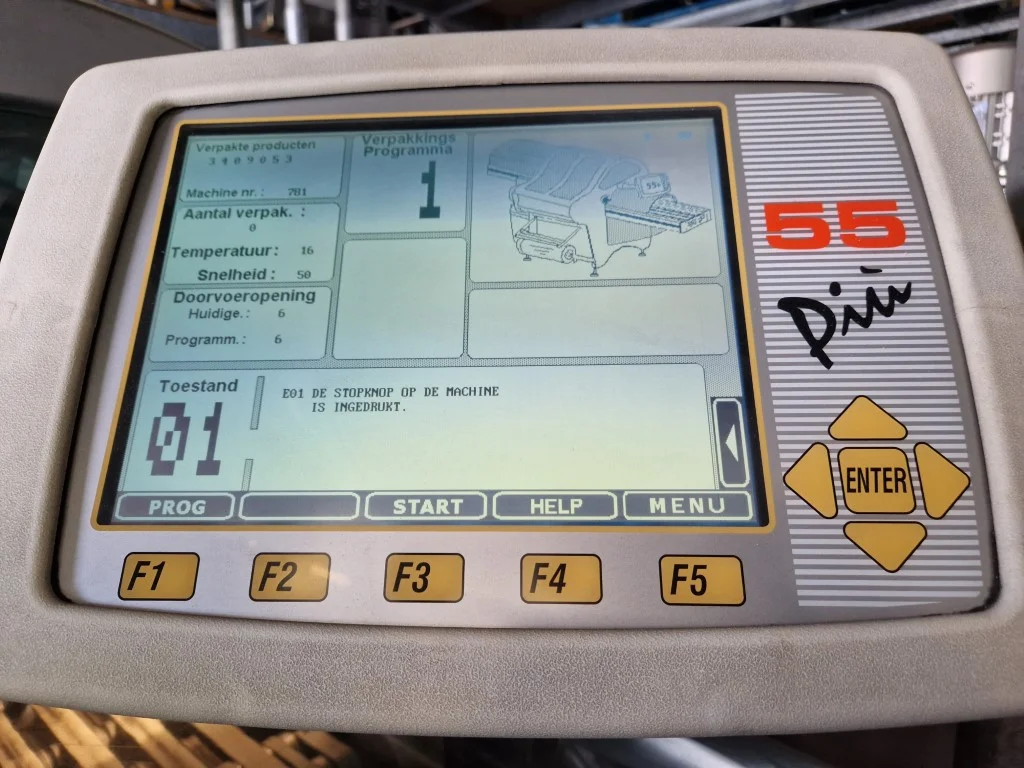 Verpakte producten
3409053
Machine nr. : 781
Aantal verpak. :
0
Temperatuur : 16
Snelheid : 50
Doorvoeropening
Huidige. : 6
Programm. : 6
Verpakkings
Programma
1
55
Toestand
01
E01 DE STOPKNOP OP DE MACHINE
IS INGEDRUKT.
PROG
START
HELP
MENU
F1
F2
F3
F4
F5
55
Più
ENTER